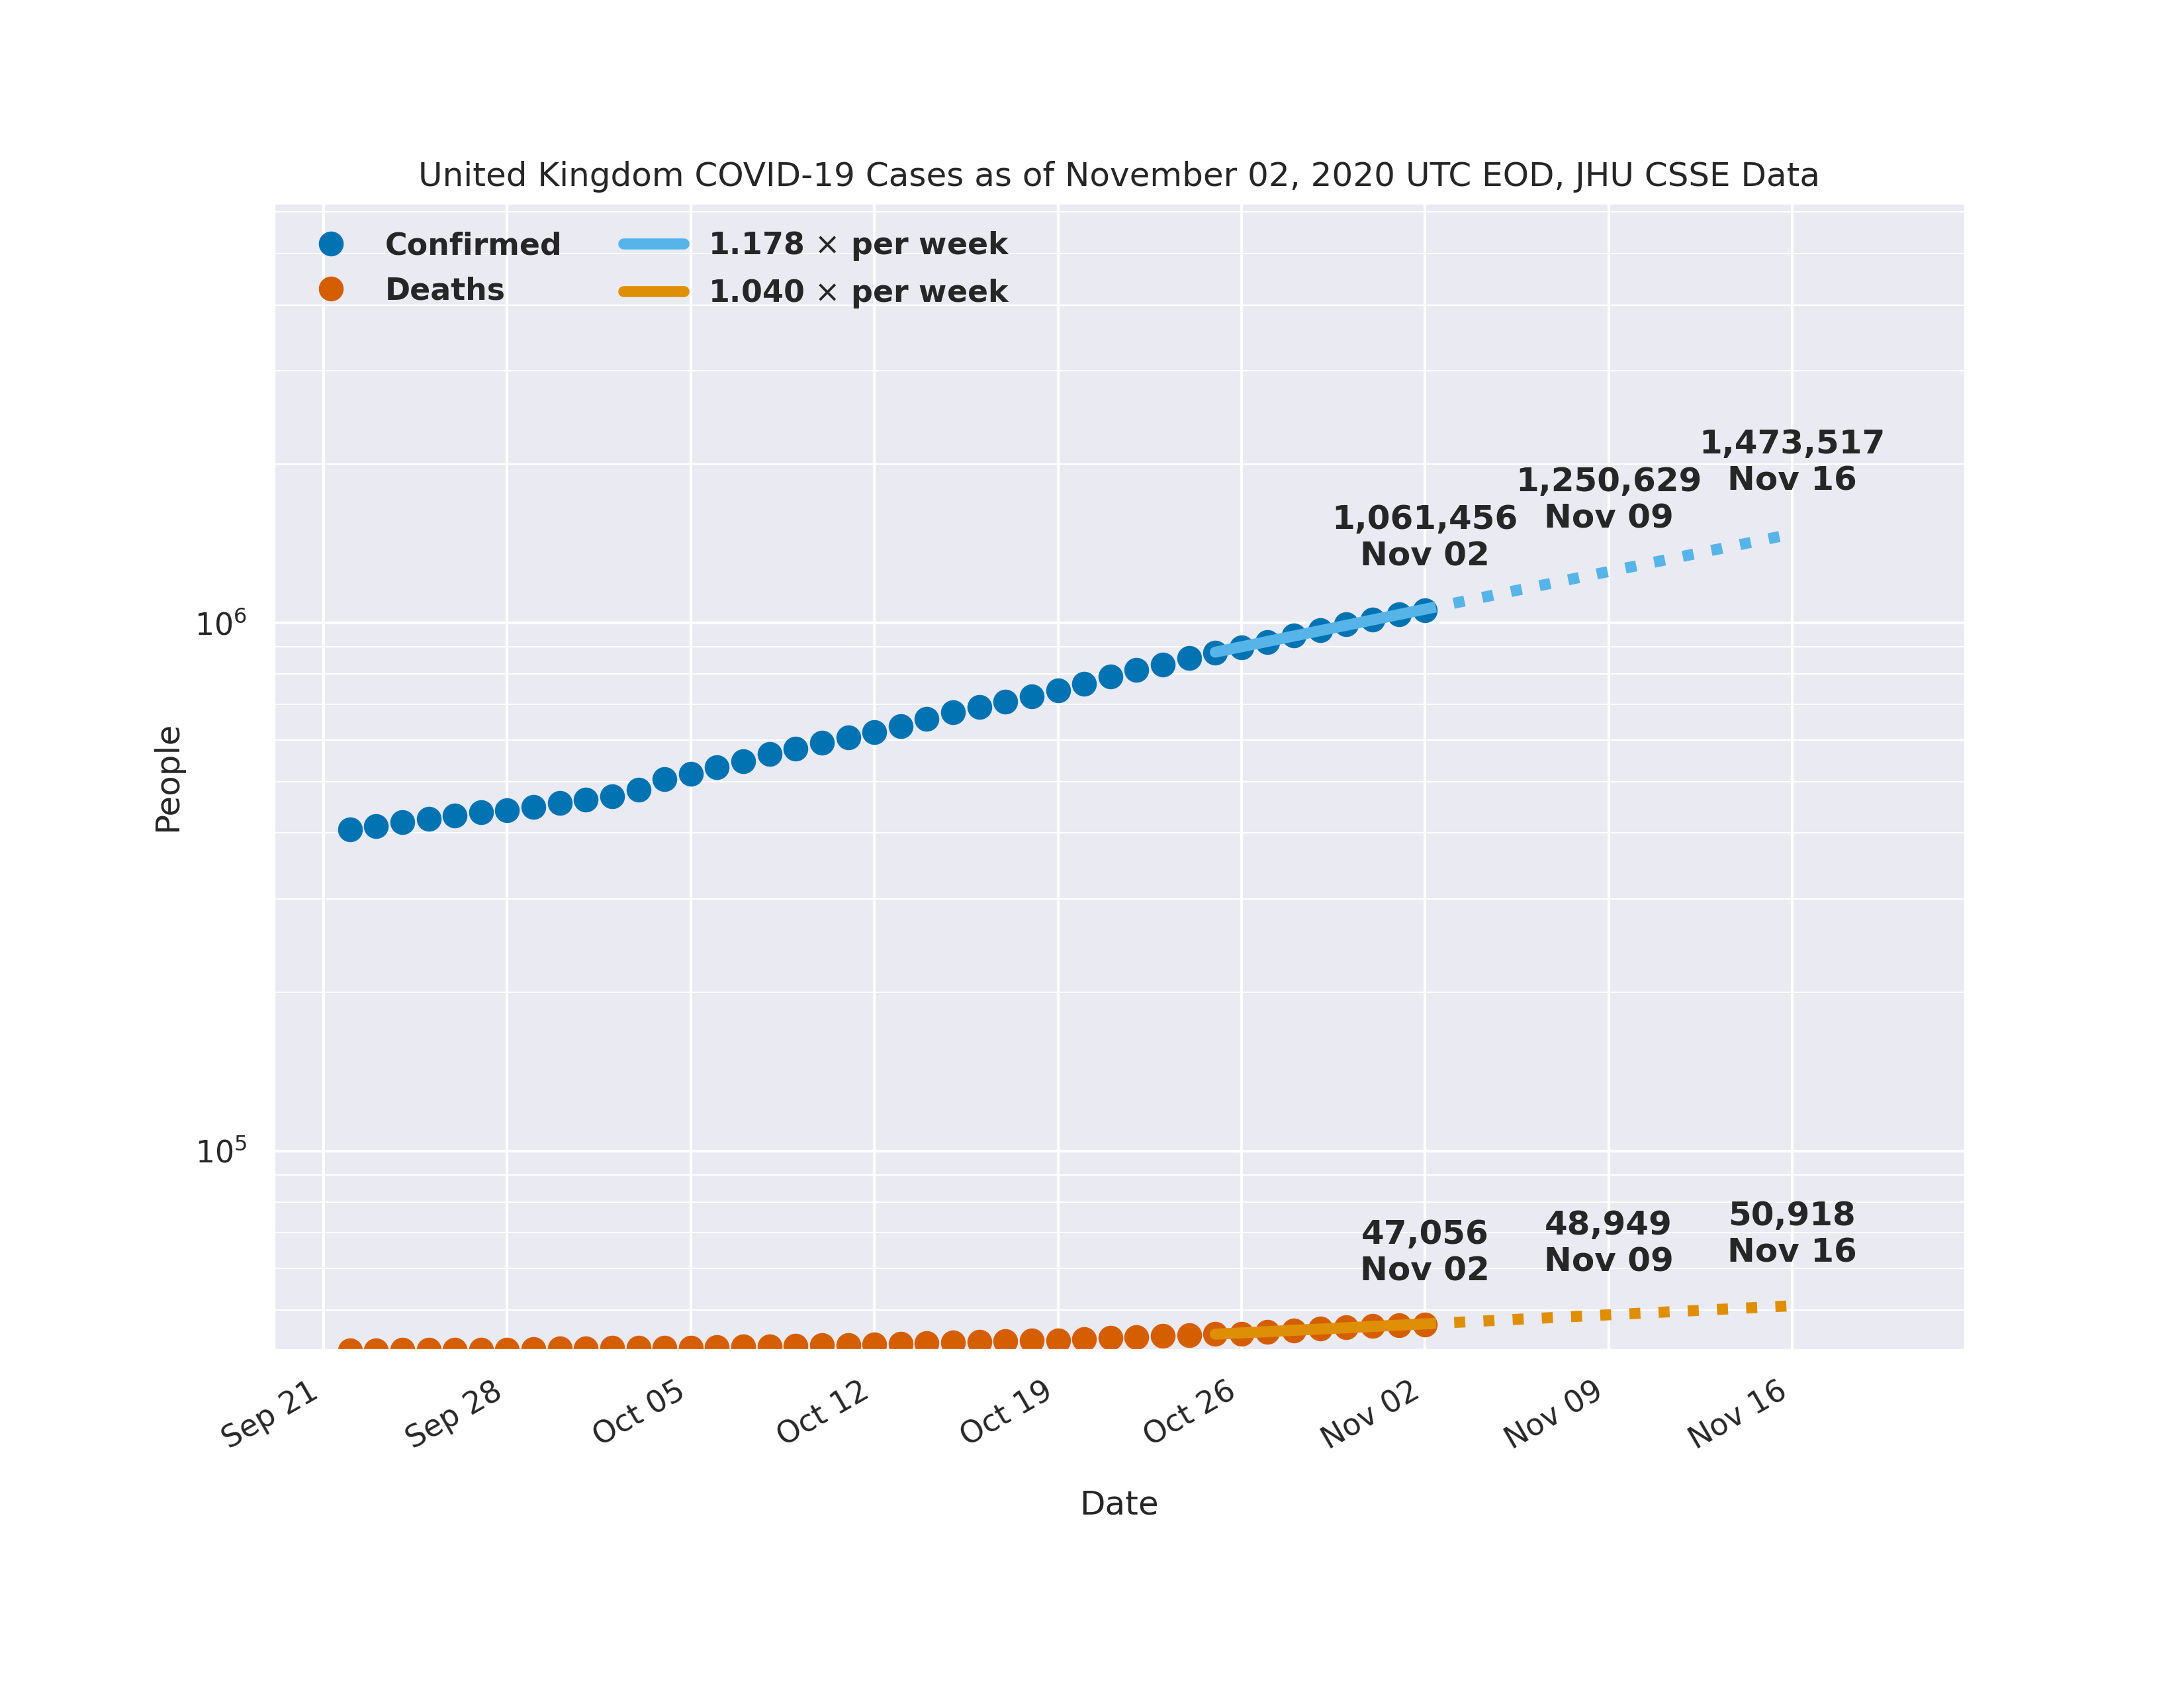 United Kingdom COVID-19 Cases as of November 02, 2020 UTC EOD, JHU CSSE Data
Confirmed
Deaths
1.178 × per week
1.040 × per week
1,473,517
Nov 16
1,250,629
Nov 09
1,061,456
Nov 02
10⁶
People
10⁵
47,056
Nov 02
48,949
Nov 09
50,918
Nov 16
Sep 21
Sep 28
Oct 05
Oct 12
Oct 19
Oct 26
Nov 02
Nov 09
Nov 16
Date